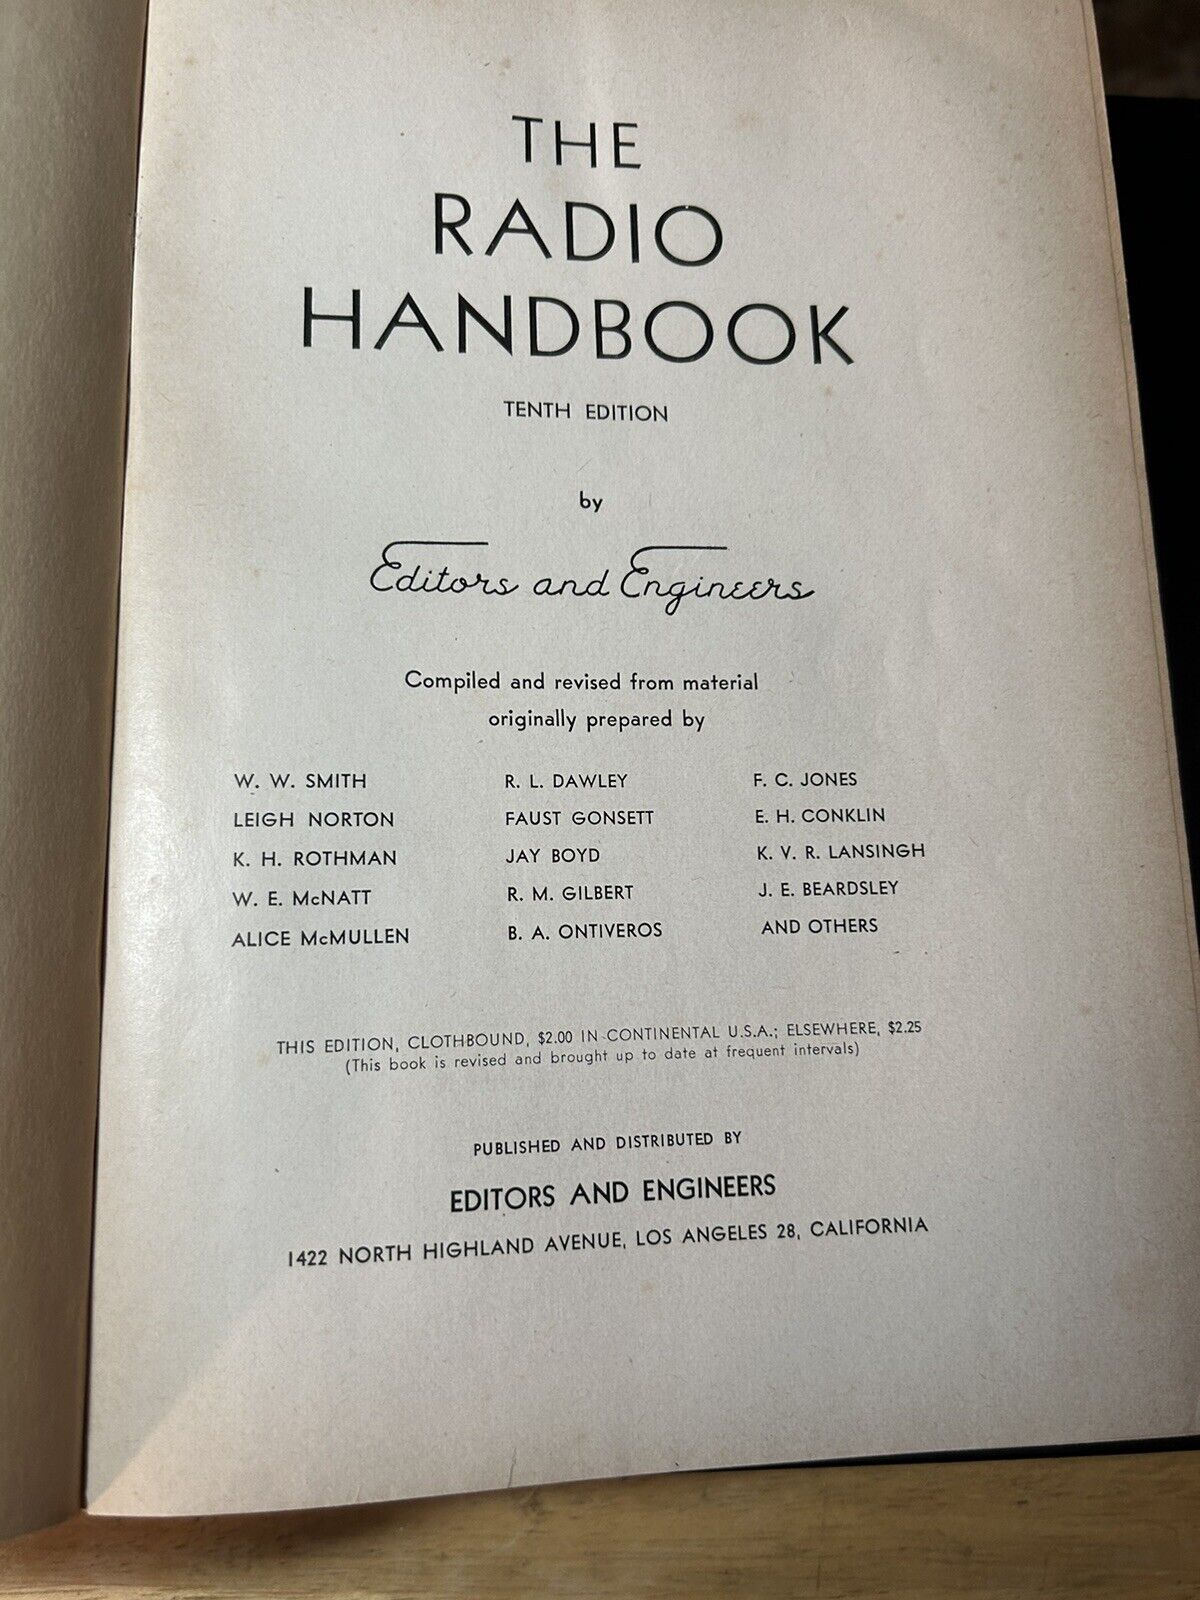 THE
RADIO
HANDBOOK
TENTH EDITION
by
Editors and Engineers
Compiled and revised from material
originally prepared by
W. W. SMITH
LEIGH NORTON
K. H. ROTHMAN
W. E. McNATT
ALICE McMULLEN
R. L. DAWLEY
FAUST GONSETT
JAY BOYD
R. M. GILBERT
B. A. ONTIVEROS
F. C. JONES
E. H. CONKLIN
K. V. R. LANSINGH
J. E. BEARDSLEY
AND OTHERS
THIS EDITION, CLOTHBOUND, $2.00 IN CONTINENTAL U.S.A.; ELSEWHERE, $2.25
(This book is revised and brought up to date at frequent intervals)
PUBLISHED AND DISTRIBUTED BY
EDITORS AND ENGINEERS
1422 NORTH HIGHLAND AVENUE, LOS ANGELES 28, CALIFORNIA